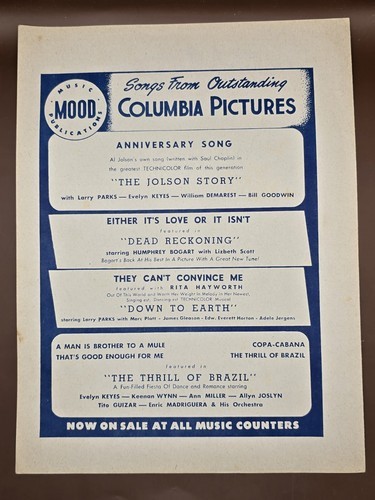 MUSIC
MOOD
PUBLICATIONS
Songs From Outstanding
COLUMBIA PICTURES
ANNIVERSARY SONG
Al Jolson's own song (written with Saul Chaplin) in
the greatest TECHNICOLOR film of this generation
"THE JOLSON STORY"
with Larry PARKS — Evelyn KEYES — William DEMAREST — Bill GOODWIN
EITHER IT'S LOVE OR IT ISN'T
featured in
"DEAD RECKONING"
starring HUMPHREY BOGART with Lizbeth Scott
Bogart's Back At His Best In A Picture With A Great New Tune!
THEY CAN'T CONVINCE ME
featured with RITA HAYWORTH
Out Of This World and Worth Her Weight In Melody in Her Newest,
Singing-est, Dancing-est TECHNICOLOR Musical
"DOWN TO EARTH"
starring Larry PARKS with Marc Platt - James Gleason - Edw. Everett Horton - Adele Jergens
A MAN IS BROTHER TO A MULE COPA-CABANA
THAT'S GOOD ENOUGH FOR ME THE THRILL OF BRAZIL
featured in
"THE THRILL OF BRAZIL"
A Fun Filled Fiesta Of Dance and Romance starring
Evelyn KEYES — Keenan WYNN — Ann MILLER — Allyn JOSLYN
Tito GUIZAR — Enric MADRIGUERA & His Orchestra
NOW ON SALE AT ALL MUSIC COUNTERS